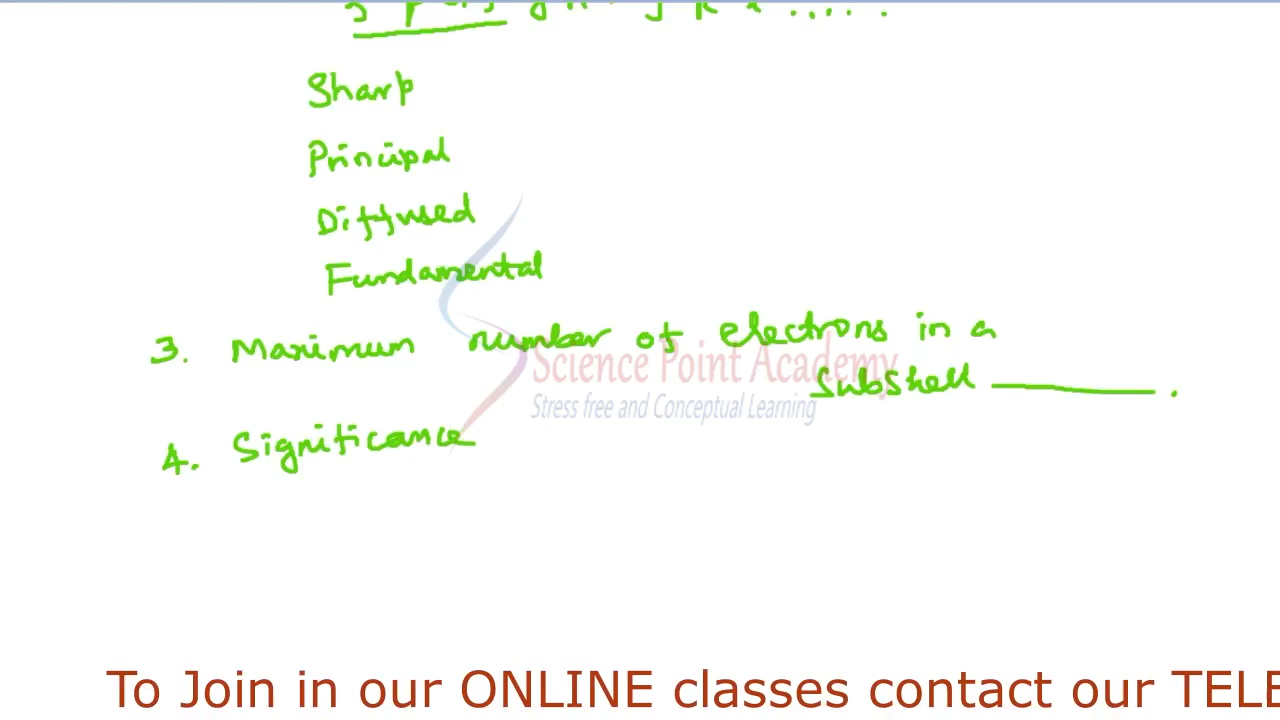 Sharp
Principal
Diffused
Fundamental
3. Maximum number of electrons in a
Subshell ______.
4. Significance
Science Point Academy
Stress free and Conceptual Learning
To Join in our ONLINE classes contact our TELE